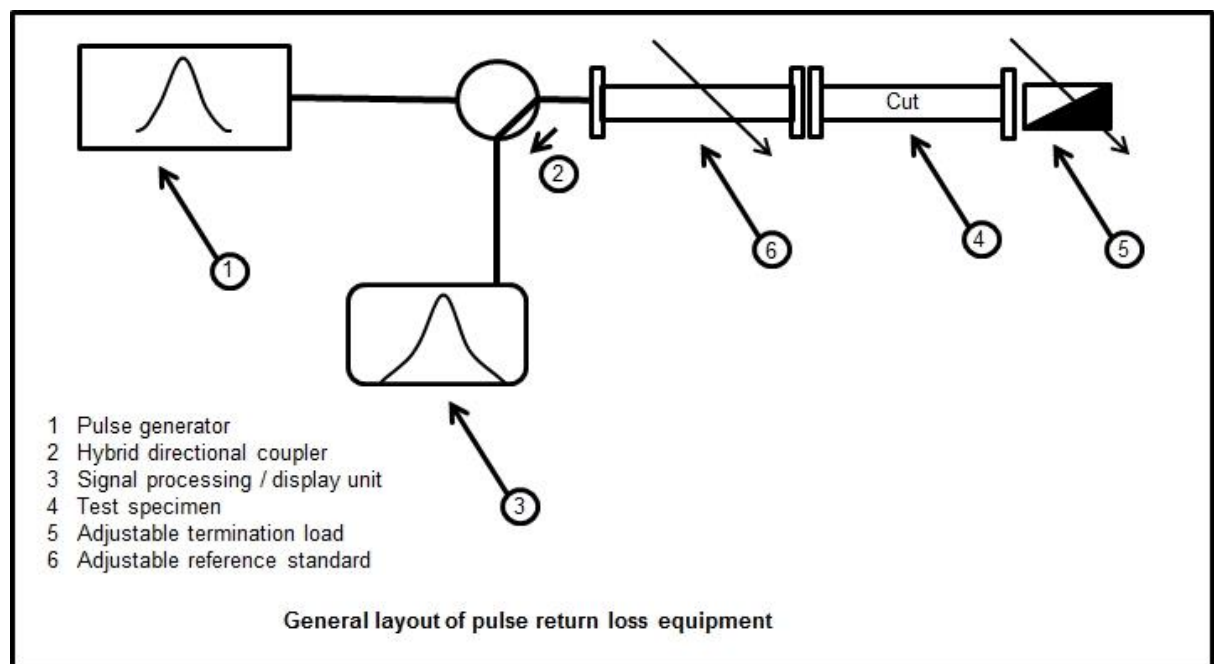 Cut
2
1
6
4
5
3
1 Pulse generator
2 Hybrid directional coupler
3 Signal processing / display unit
4 Test specimen
5 Adjustable termination load
6 Adjustable reference standard
General layout of pulse return loss equipment